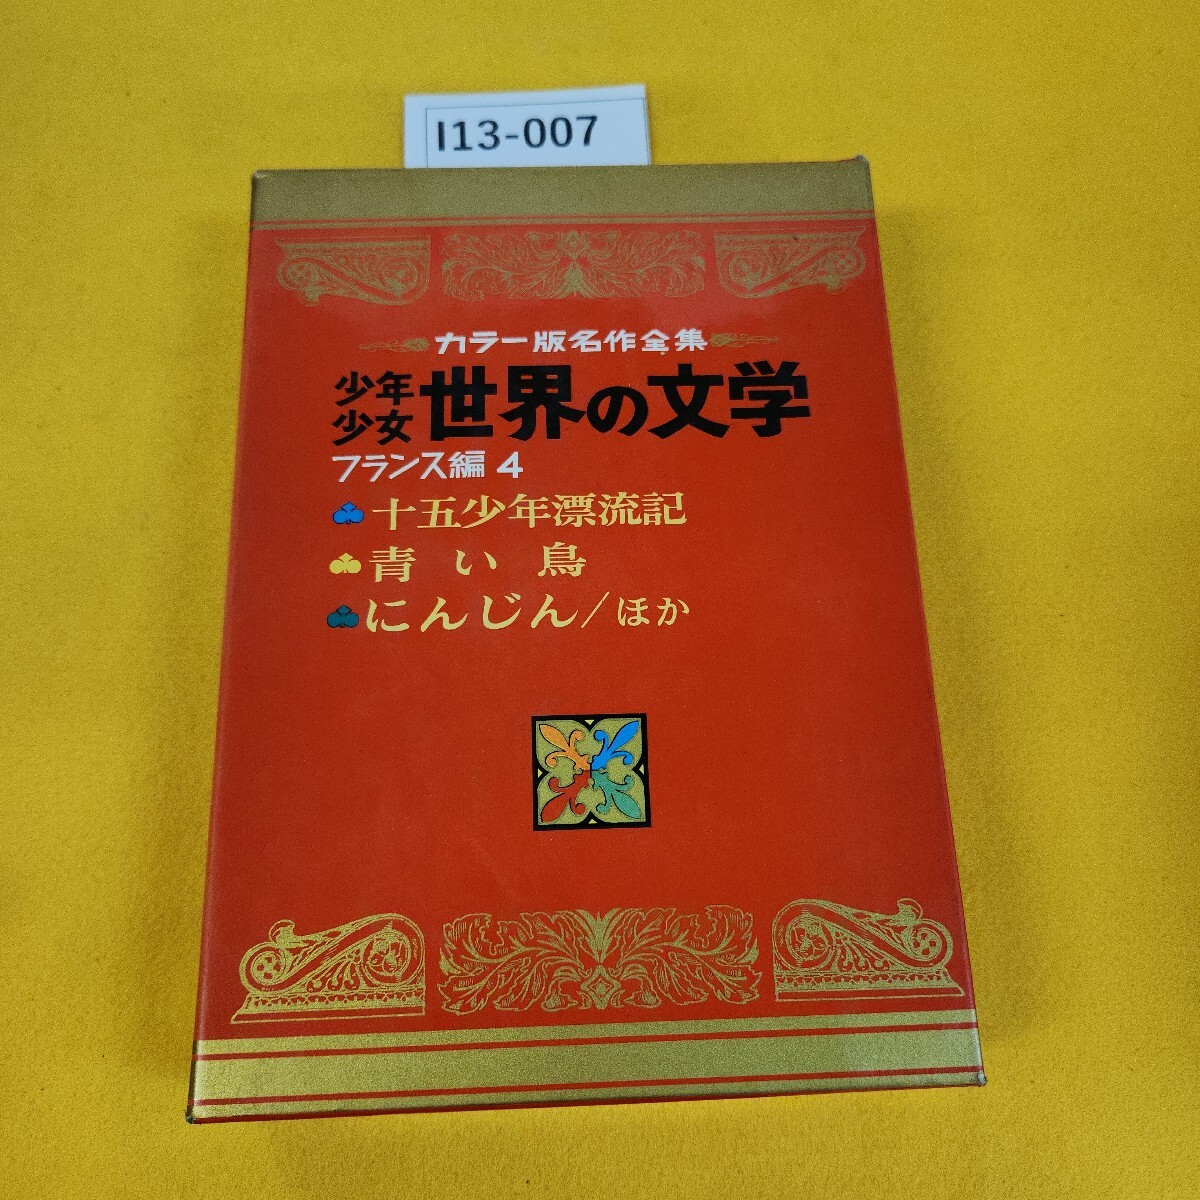 I13-007
カラー版名作全集
少年
少女 世界の文学
フランス編 4
十五少年漂流記
青い鳥
にんじん/ほか